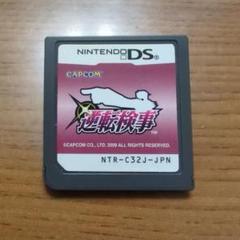 NINTENDO DS
CAPCOM
逆転検事
©CAPCOM CO., LTD. 2009 ALL RIGHTS RESERVED.
NTR-C32J-JPN